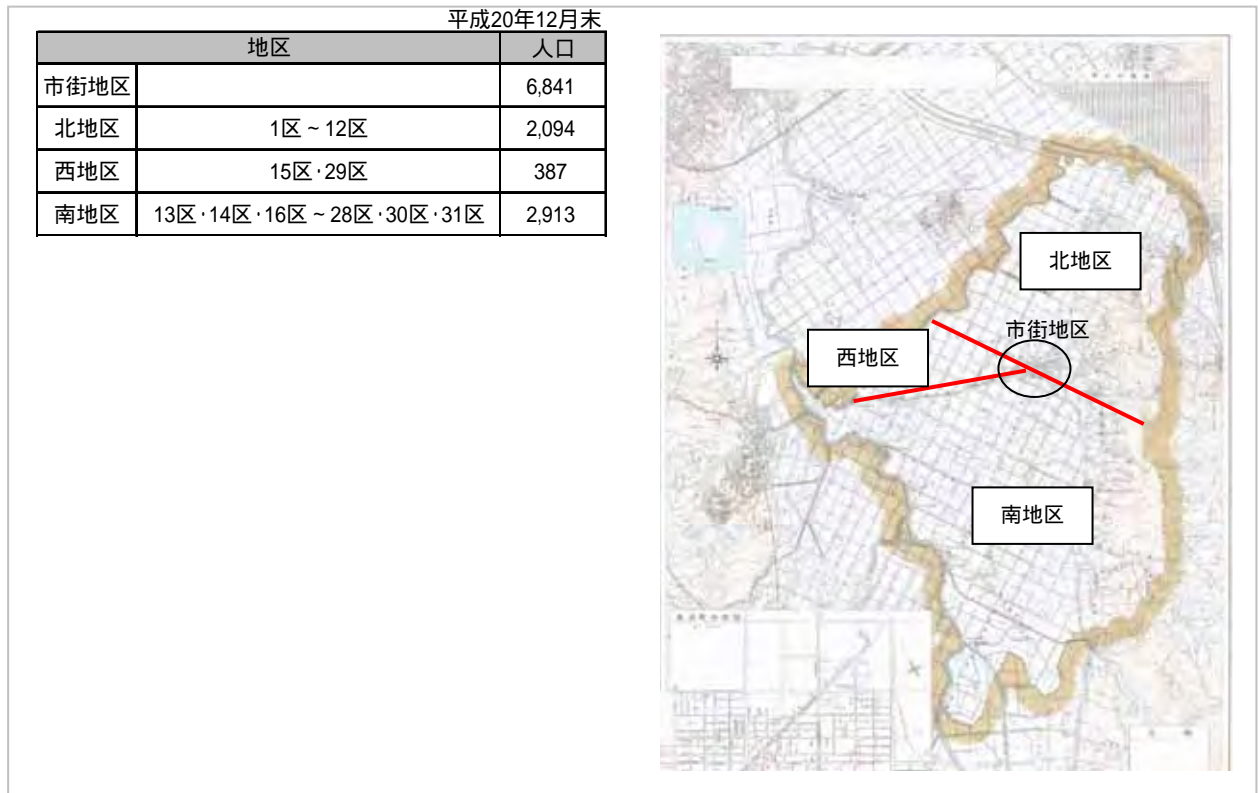 平成20年12月末
地区 人口
市街地区 6,841
北地区 1区～12区 2,094
西地区 15区･29区 387
南地区 13区･14区･16区～28区･30区･31区 2,913
北地区
市街地区
西地区
南地区